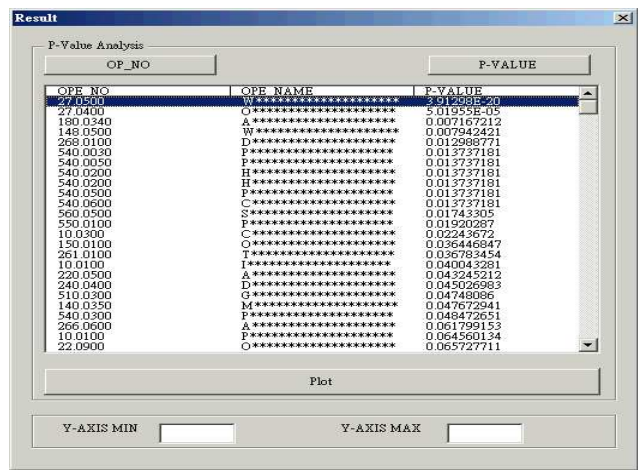 Result
P-Value Analysis
OP_NO P-VALUE
OPE_NO OPE_NAME P-VALUE
27.0500 W********************** 3.91298E-20
27.0400 O********************** 5.01955E-05
180.0340 A********************** 0.007167212
148.0500 W********************** 0.007942421
268.0100 D********************** 0.012988771
540.0030 P********************** 0.013737181
540.0050 P********************** 0.013737181
540.0200 H********************** 0.013737181
540.0200 H********************** 0.013737181
540.0500 P********************** 0.013737181
540.0600 C********************** 0.013737181
560.0500 S********************** 0.01743305
550.0100 P********************** 0.01920287
10.0300 C********************** 0.02243672
150.0100 O********************** 0.036446847
261.0100 T********************** 0.036783454
10.0100 I********************** 0.040043281
220.0500 A********************** 0.043245212
240.0400 D********************** 0.045026983
510.0300 G********************** 0.04748086
140.0350 M********************** 0.047672941
540.0300 P********************** 0.048472651
266.0600 A********************** 0.061799153
10.0100 P********************** 0.064560134
22.0900 O********************** 0.065727711
Plot
Y-AXIS MIN Y-AXIS MAX